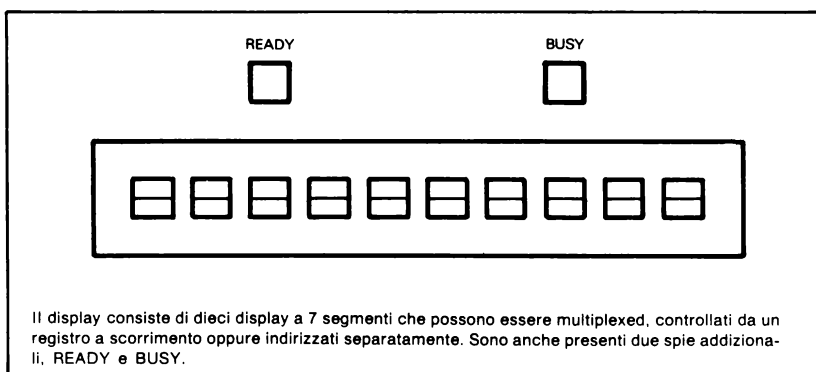 READY BUSY
Il display consiste di dieci display a 7 segmenti che possono essere multiplexed, controllati da un
registro a scorrimento oppure indirizzati separatamente. Sono anche presenti due spie addiziona-
li, READY e BUSY.